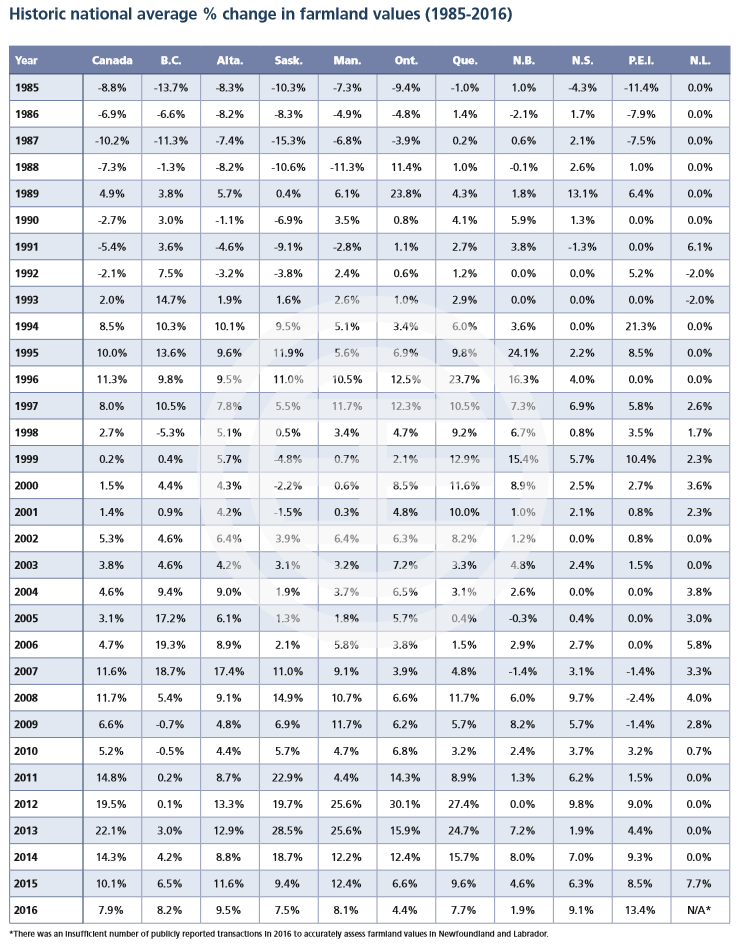 Historic national average % change in farmland values (1985-2016)
Year Canada B.C. Alta. Sask. Man. Ont. Que. N.B. N.S. P.E.I. N.L.
1985 -8.8% -13.7% -8.3% -10.3% -7.3% -9.4% -1.0% 1.0% -4.3% -11.4% 0.0%
1986 -6.9% -6.6% -8.2% -8.3% -4.9% -4.8% 1.4% -2.1% 1.7% -7.9% 0.0%
1987 -10.2% -11.3% -7.4% -15.3% -6.8% -3.9% 0.2% 0.6% 2.1% -7.5% 0.0%
1988 -7.3% -1.3% -8.2% -10.6% -11.3% 11.4% 1.0% -0.1% 2.6% 1.0% 0.0%
1989 4.9% 3.8% 5.7% 0.4% 6.1% 23.8% 4.3% 1.8% 13.1% 6.4% 0.0%
1990 -2.7% 3.0% -1.1% -6.9% 3.5% 0.8% 4.1% 5.9% 1.3% 0.0% 0.0%
1991 -5.4% 3.6% -4.6% -9.1% -2.8% 1.1% 2.7% 3.8% -1.3% 0.0% 6.1%
1992 -2.1% 7.5% -3.2% -3.8% 2.4% 0.6% 1.2% 0.0% 0.0% 5.2% -2.0%
1993 2.0% 14.7% 1.9% 1.6% 2.6% 1.0% 2.9% 0.0% 0.0% 0.0% -2.0%
1994 8.5% 10.3% 10.1% 9.5% 5.1% 3.4% 6.0% 3.6% 0.0% 21.3% 0.0%
1995 10.0% 13.6% 9.6% 11.9% 5.6% 6.9% 9.8% 24.1% 2.2% 8.5% 0.0%
1996 11.3% 9.8% 9.5% 11.0% 10.5% 12.5% 23.7% 16.3% 4.0% 0.0% 0.0%
1997 8.0% 10.5% 7.8% 5.5% 11.7% 12.3% 10.5% 7.3% 6.9% 5.8% 2.6%
1998 2.7% -5.3% 5.1% 0.5% 3.4% 4.7% 9.2% 6.7% 0.8% 3.5% 1.7%
1999 0.2% 0.4% 5.7% -4.8% 0.7% 2.1% 12.9% 15.4% 5.7% 10.4% 2.3%
2000 1.5% 4.4% 4.3% -2.2% 0.6% 8.5% 11.6% 8.9% 2.5% 2.7% 3.6%
2001 1.4% 0.9% 4.2% -1.5% 0.3% 4.8% 10.0% 1.0% 2.1% 0.8% 2.3%
2002 5.3% 4.6% 6.4% 3.9% 6.4% 6.3% 8.2% 1.2% 0.0% 0.8% 0.0%
2003 3.8% 4.6% 4.2% 3.1% 3.2% 7.2% 3.3% 4.8% 2.4% 1.5% 0.0%
2004 4.6% 9.4% 9.0% 1.9% 3.7% 6.5% 3.1% 2.6% 0.0% 0.0% 3.8%
2005 3.1% 17.2% 6.1% 1.3% 1.8% 5.7% 0.4% -0.3% 0.4% 0.0% 3.0%
2006 4.7% 19.3% 8.9% 2.1% 5.8% 3.8% 1.5% 2.9% 2.7% 0.0% 5.8%
2007 11.6% 18.7% 17.4% 11.0% 9.1% 3.9% 4.8% -1.4% 3.1% -1.4% 3.3%
2008 11.7% 5.4% 9.1% 14.9% 10.7% 6.6% 11.7% 6.0% 9.7% -2.4% 4.0%
2009 6.6% -0.7% 4.8% 6.9% 11.7% 6.2% 5.7% 8.2% 5.7% -1.4% 2.8%
2010 5.2% -0.5% 4.4% 5.7% 4.7% 6.8% 3.2% 2.4% 3.7% 3.2% 0.7%
2011 14.8% 0.2% 8.7% 22.9% 4.4% 14.3% 8.9% 1.3% 6.2% 1.5% 0.0%
2012 19.5% 0.1% 13.3% 19.7% 25.6% 30.1% 27.4% 0.0% 9.8% 9.0% 0.0%
2013 22.1% 3.0% 12.9% 28.5% 25.6% 15.9% 24.7% 7.2% 1.9% 4.4% 0.0%
2014 14.3% 4.2% 8.8% 18.7% 12.2% 12.4% 15.7% 8.0% 7.0% 9.3% 0.0%
2015 10.1% 6.5% 11.6% 9.4% 12.4% 6.6% 9.6% 4.6% 6.3% 8.5% 7.7%
2016 7.9% 8.2% 9.5% 7.5% 8.1% 4.4% 7.7% 1.9% 9.1% 13.4% N/A*
*There was an insufficient number of publicly reported transactions in 2016 to accurately assess farmland values in Newfoundland and Labrador.